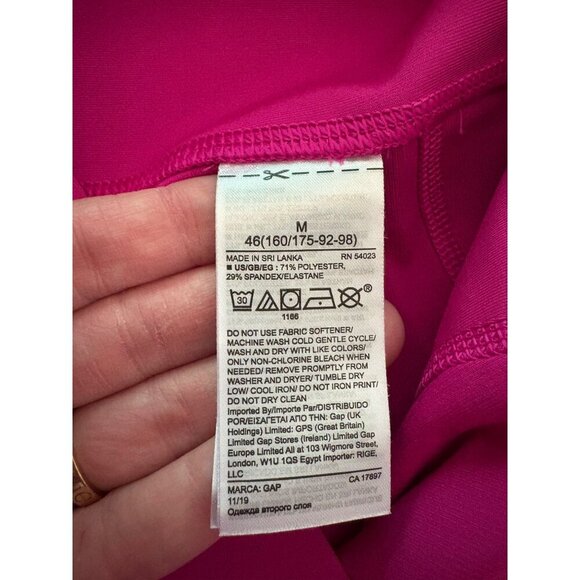 M
46(160/175-92-98)
MADE IN SRI LANKA RN 54023
■ US/GB/EG : 71% POLYESTER,
29% SPANDEX/ELASTANE
30
1166
DO NOT USE FABRIC SOFTENER/
MACHINE WASH COLD GENTLE CYCLE/
WASH AND DRY WITH LIKE COLORS/
ONLY NON-CHLORINE BLEACH WHEN
NEEDED/ REMOVE PROMPTLY FROM
WASHER AND DRYER/ TUMBLE DRY
LOW/ COOL IRON/ DO NOT IRON PRINT/
DO NOT DRY CLEAN
Imported By/Importe Par/DISTRIBUIDO
POR/EUPLÉKCI: Gap (UK
Holdings) Limited: GPS (Great Britain)
Limited Gap Stores (Ireland) Limited Gap
Europe Limited All at 103 Wigmore Street,
London, W1U 1QS Egypt Importer: RIGE,
LLC
MARCA: GAP CA 17897
11/19
Одежда второго слоя